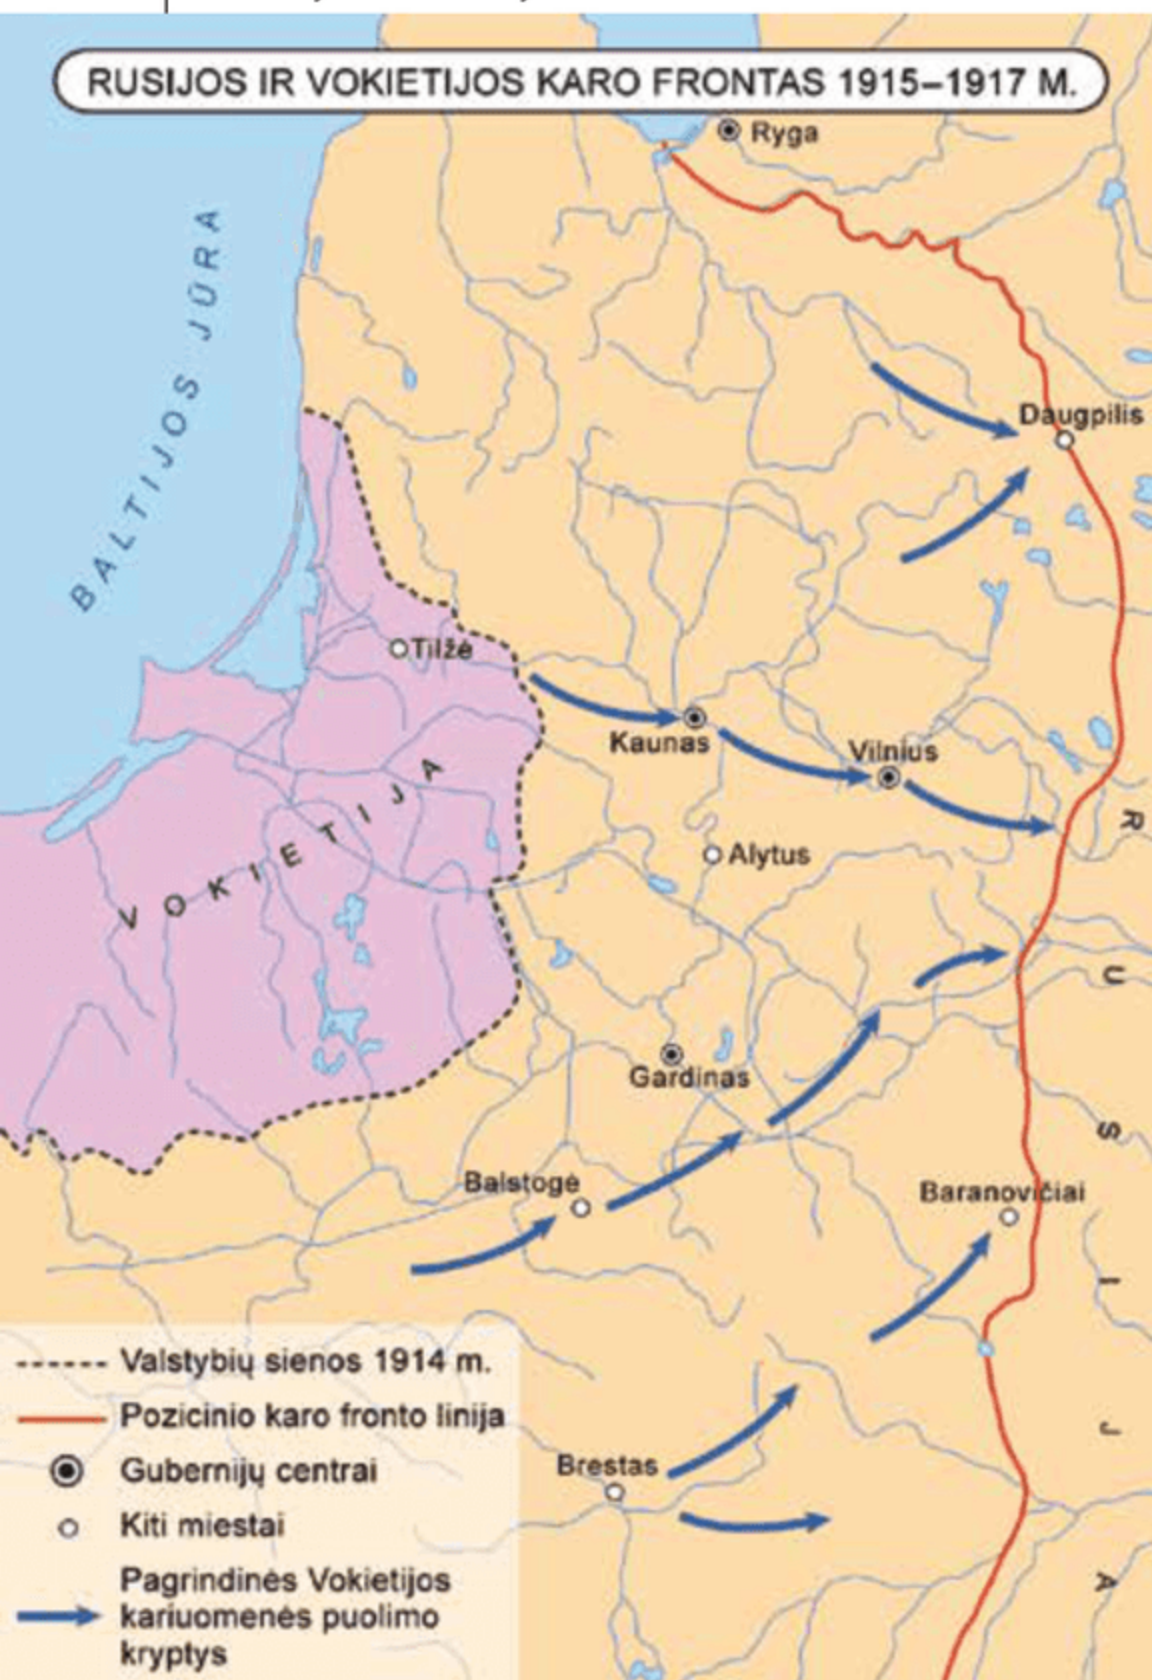 RUSIJOS IR VOKIETIJOS KARO FRONTAS 1915–1917 M.
Ryga
BALTIJOS JŪRA
Daugpilis
Tilžė
Kaunas
Vilnius
VOKIETIJA
Alytus
RUSIJA
Gardinas
Balstogė
Baranovičiai
Brestas
Valstybių sienos 1914 m.
Pozicinio karo fronto linija
Gubernijų centrai
Kiti miestai
Pagrindinės Vokietijos
kariuomenės puolimo
kryptys